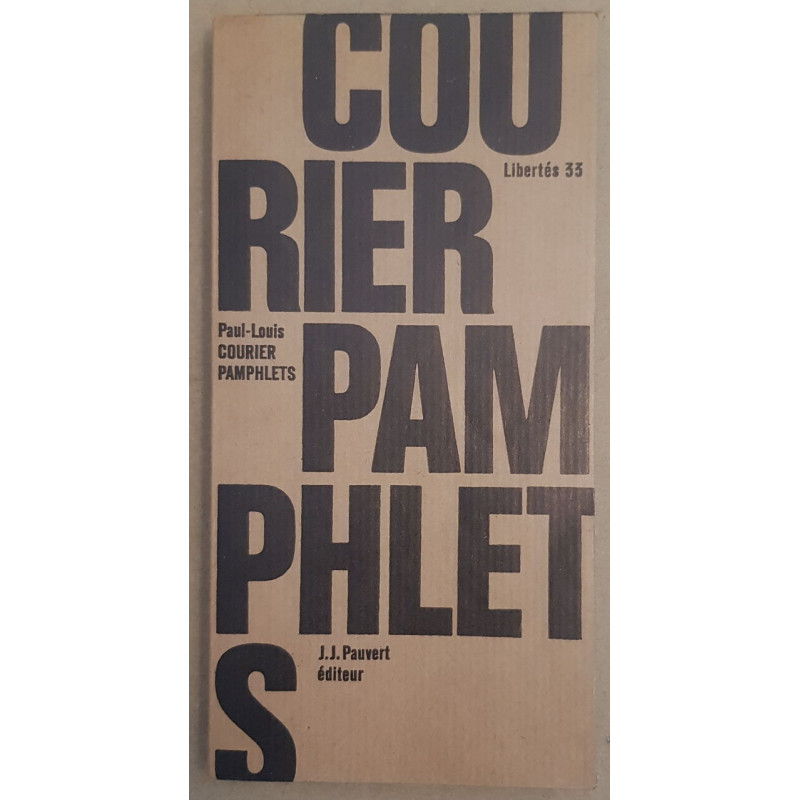 COU
Libertés 33
RIER
Paul-Louis
COURIER
PAMPHLETS
PAM
PHLET
S
J.J. Pauvert
éditeur